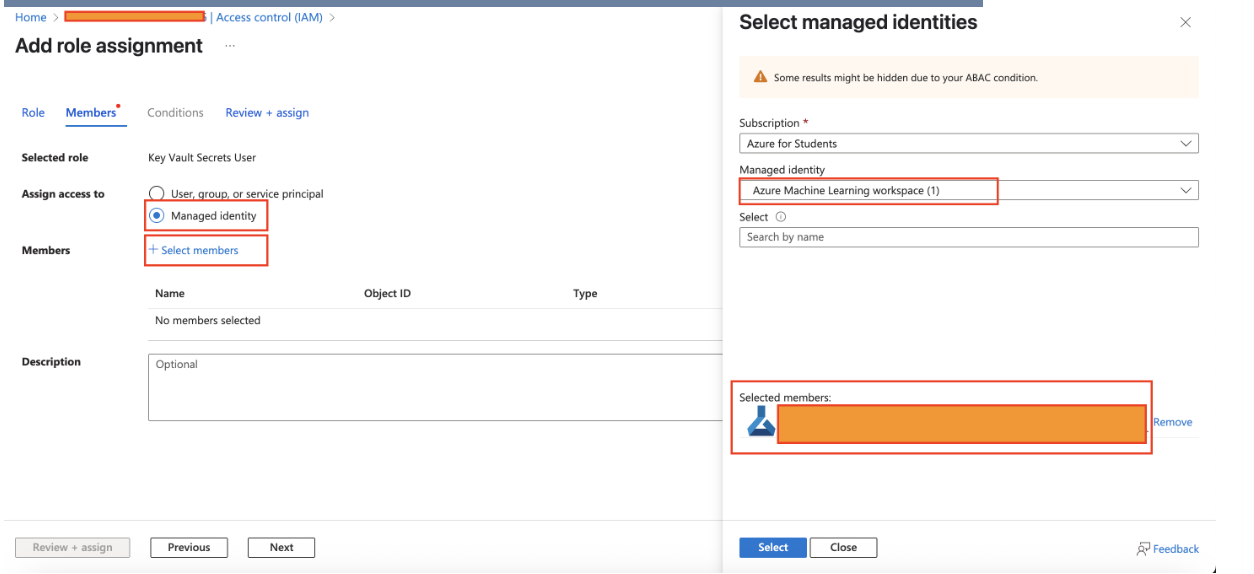 Home >
| Access control (IAM) >
Add role assignment ...
Role Members Conditions Review + assign
Selected role Key Vault Secrets User
Assign access to User, group, or service principal
Managed identity
Members + Select members
Name Object ID Type
No members selected
Description Optional
Review + assign Previous Next
Select managed identities
Some results might be hidden due to your ABAC condition.
Subscription *
Azure for Students
Managed identity
Azure Machine Learning workspace (1)
Select
Search by name
Selected members:
Remove
Select Close Feedback